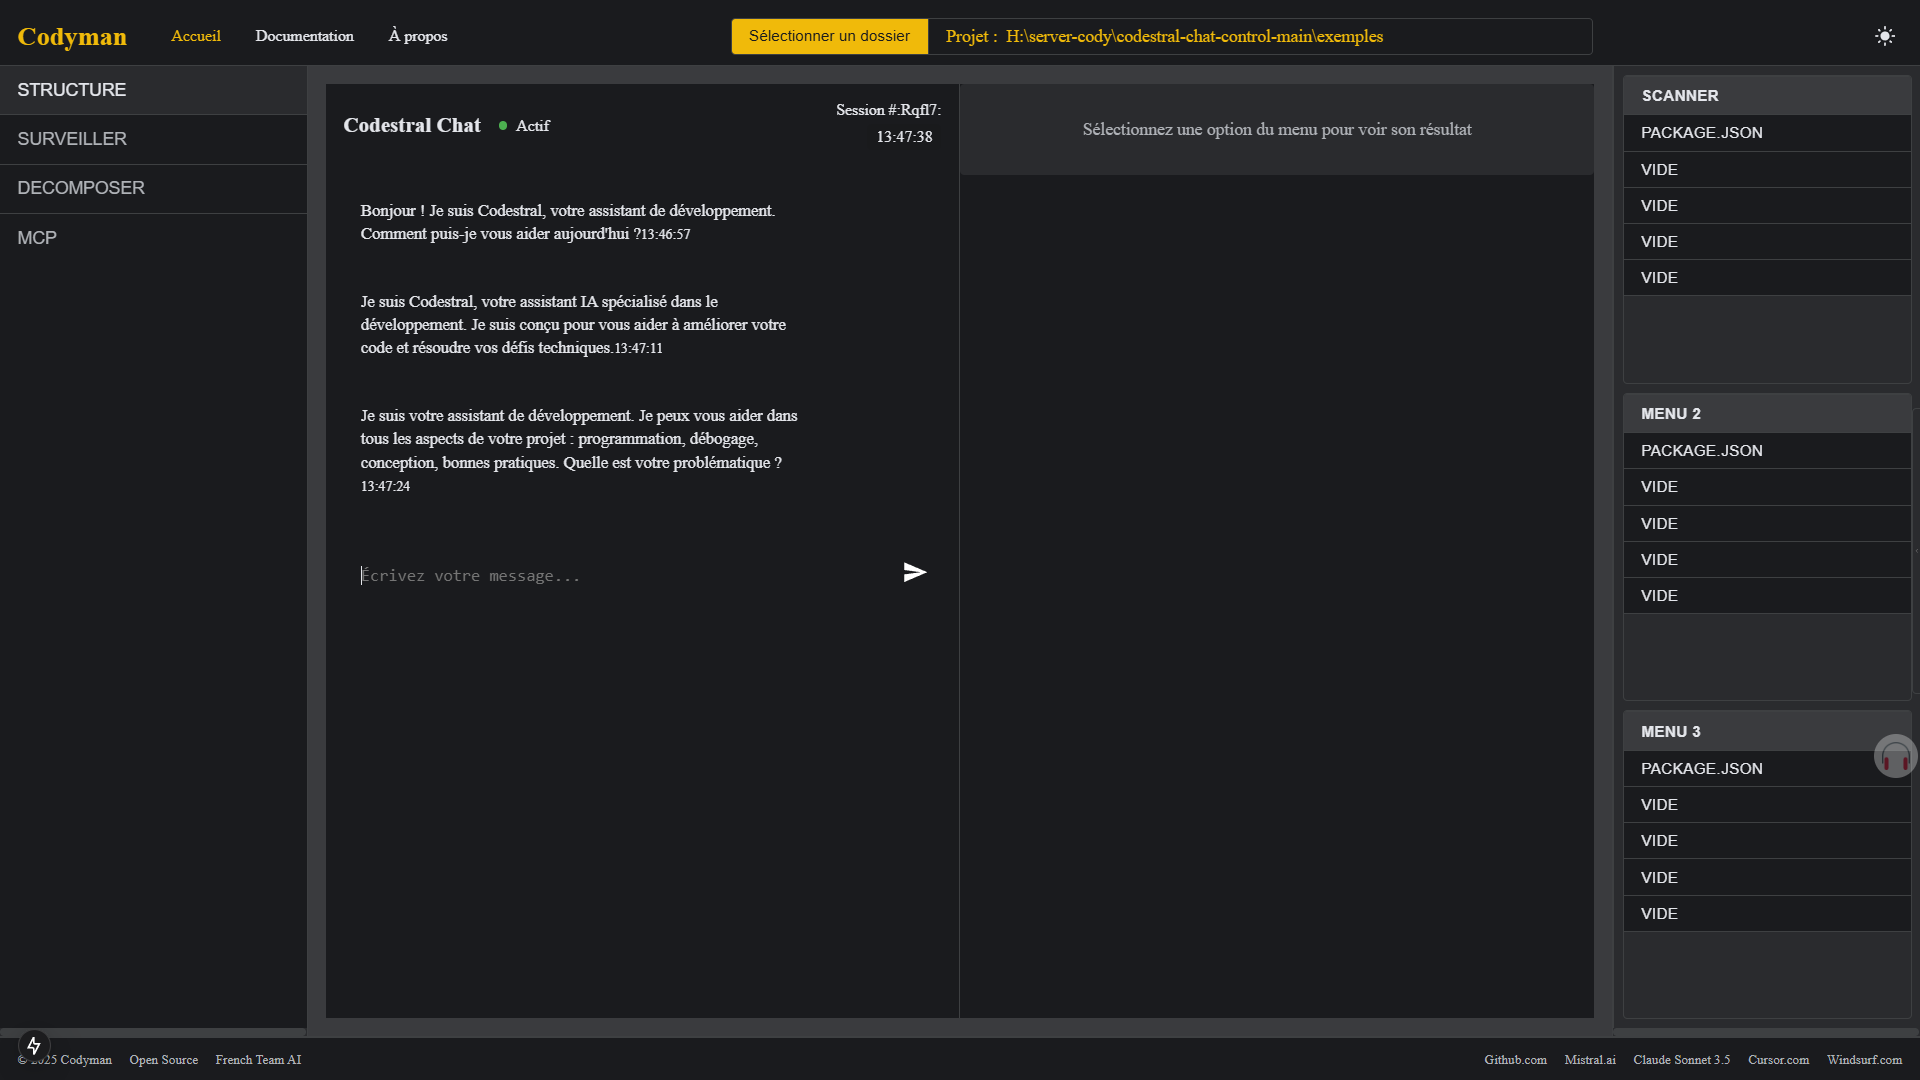 Codyman
Accueil
Documentation
À propos
Sélectionner un dossier
Projet : H:\server-cody\codestral-chat-control-main\exemples
STRUCTURE
SURVEILLER
DECOMPOSER
MCP
Codestral Chat
Actif
Session #:Rqfl7:
13:47:38
Bonjour ! Je suis Codestral, votre assistant de développement.
Comment puis-je vous aider aujourd'hui ?13:46:57
Je suis Codestral, votre assistant IA spécialisé dans le
développement. Je suis conçu pour vous aider à améliorer votre
code et résoudre vos défis techniques.13:47:11
Je suis votre assistant de développement. Je peux vous aider dans
tous les aspects de votre projet : programmation, débogage,
conception, bonnes pratiques. Quelle est votre problématique ?
13:47:24
Écrivez votre message...
Sélectionnez une option du menu pour voir son résultat
SCANNER
PACKAGE.JSON
VIDE
VIDE
VIDE
VIDE
MENU 2
PACKAGE.JSON
VIDE
VIDE
VIDE
VIDE
MENU 3
PACKAGE.JSON
VIDE
VIDE
VIDE
VIDE
© 2025 Codyman
Open Source
French Team AI
Github.com
Mistral.ai
Claude Sonnet 3.5
Cursor.com
Windsurf.com